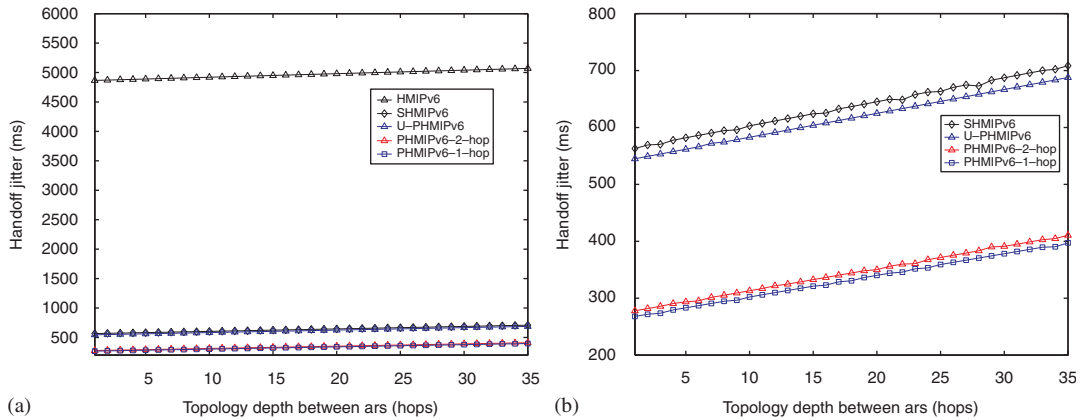 6000
5500
5000
4500
4000
3500
3000
2500
2000
1500
1000
500
Handoff jitter (ms)
HMIPv6
SHMIPv6
U–PHMIPv6
PHMIPv6–2–hop
PHMIPv6–1–hop
5 10 15 20 25 30 35
(a)
Topology depth between ars (hops)
800
700
600
500
400
300
200
Handoff jitter (ms)
SHMIPv6
U–PHMIPv6
PHMIPv6–2–hop
PHMIPv6–1–hop
5 10 15 20 25 30 35
(b)
Topology depth between ars (hops)